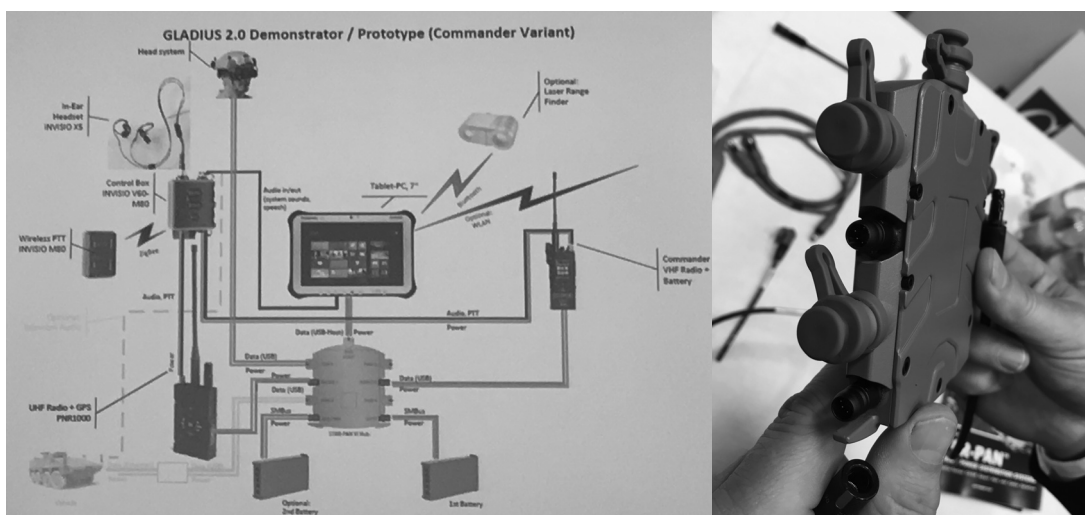 GLADIUS 2.0 Demonstrator / Prototype (Commander Variant)
Head system
Optional:
Laser Range
Finder
In-Ear
Headset
INVISIO X5
Control Box
INVISIO V60-
M80
Audio in/out
(system sounds,
speech)
Tablet-PC, 7"
Bluetooth
Optional:
WLAN
Wireless PTT
INVISIO M80
ZigBee
Commander
VHF Radio +
Battery
Audio, PTT
Audio, PTT
Power
Data (USB-Host)
Power
Power
Data (USB)
Power
Data (USB)
Data (USB)
Power
UHF Radio + GPS
PNR1000
SMBus
Power
SMBus
Power
Optional:
2nd Battery
1st Battery
Vehicle
-PAN